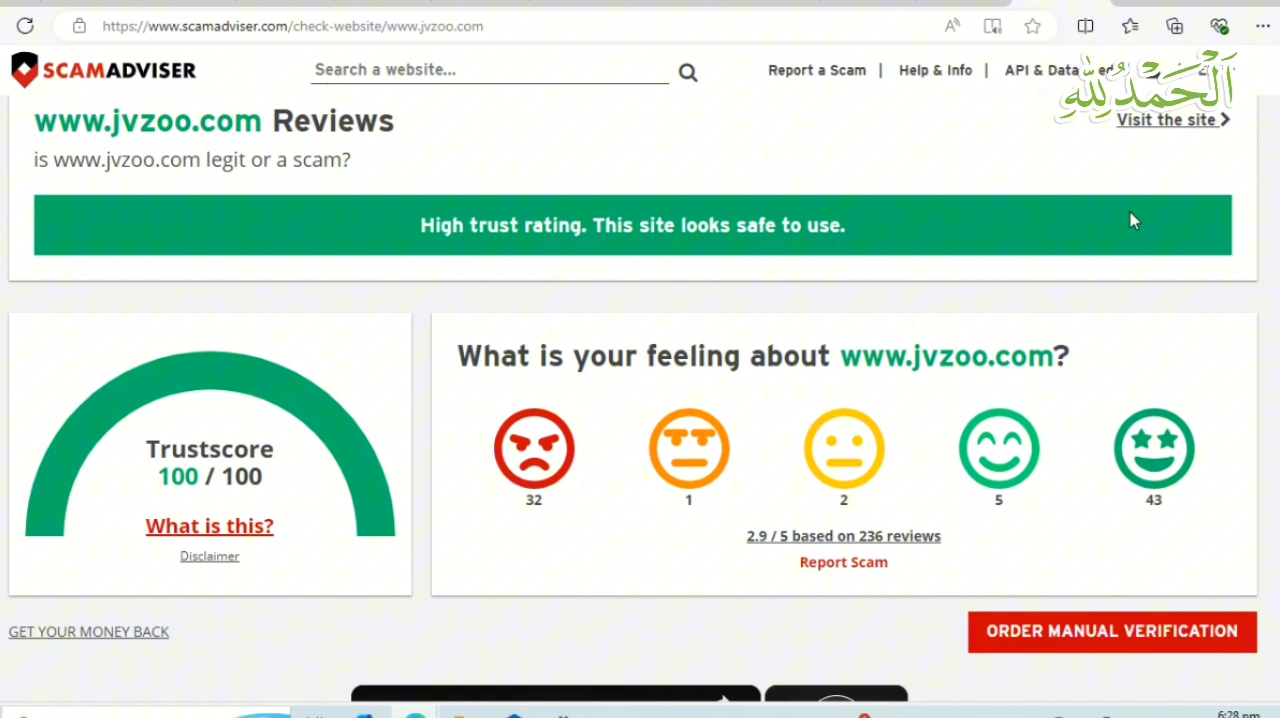 https://www.scamadviser.com/check-website/www.jvzoo.com
SCAMADVISER
Search a website...
Report a Scam | Help & Info | API & Data
اَلْحَمْدُ لِلّٰهِ
www.jvzoo.com Reviews
Visit the site
is www.jvzoo.com legit or a scam?
High trust rating. This site looks safe to use.
What is your feeling about www.jvzoo.com?
Trustscore
100 / 100
32
1
2
5
43
What is this?
2.9 / 5 based on 236 reviews
Disclaimer
Report Scam
GET YOUR MONEY BACK
ORDER MANUAL VERIFICATION
6:28 pm